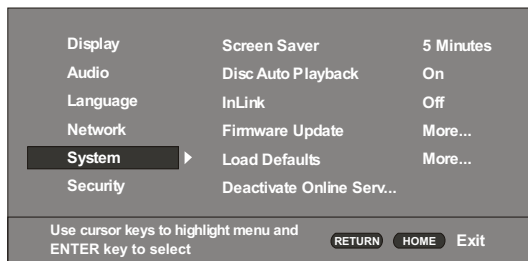 Display Screen Saver 5 Minutes
Audio Disc Auto Playback On
Language InLink Off
Network Firmware Update More...
System Load Defaults More...
Security Deactivate Online Serv...
Use cursor keys to highlight menu and
ENTER key to select
RETURN HOME Exit